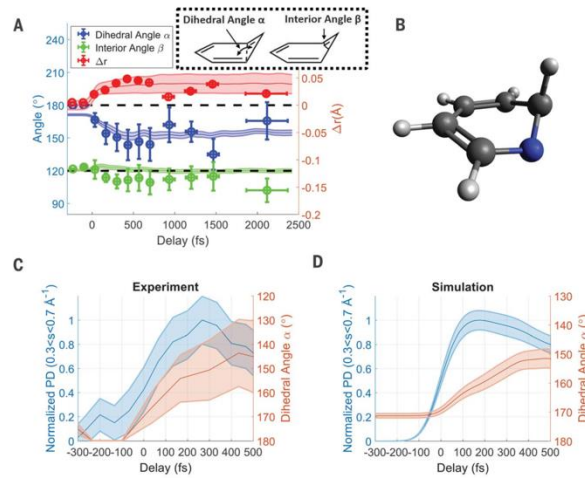 A
Dihedral Angle α
Interior Angle β
Δr
Dihedral Angle α
Interior Angle β
B
240
210
180
150
120
90
Angle (°)
0.05
0
-0.05
-0.1
-0.15
-0.2
Δr(Å)
0 500 1000 1500 2000 2500
Delay (fs)
C
Experiment
Normalized PD (0.3<s<0.7 Å⁻¹)
1
0.8
0.6
0.4
0.2
0
120
130
140
150
160
170
180
Dihedral Angle α (°)
-300-200-100 0 100 200 300 400 500
Delay (fs)
D
Simulation
Normalized PD (0.3<s<0.7 Å⁻¹)
1
0.8
0.6
0.4
0.2
0
120
130
140
150
160
170
180
Dihedral Angle α (°)
-300-200-100 0 100 200 300 400 500
Delay (fs)